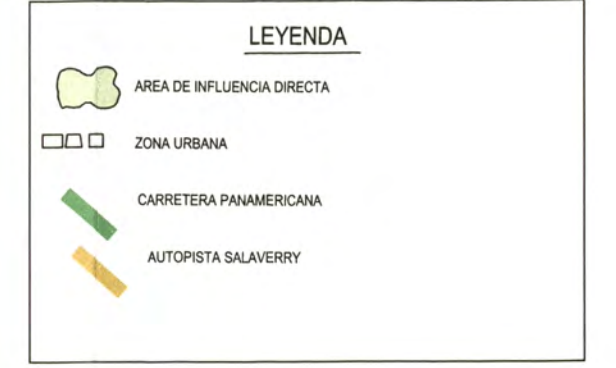 LEYENDA
AREA DE INFLUENCIA DIRECTA
ZONA URBANA
CARRETERA PANAMERICANA
AUTOPISTA SALAVERRY